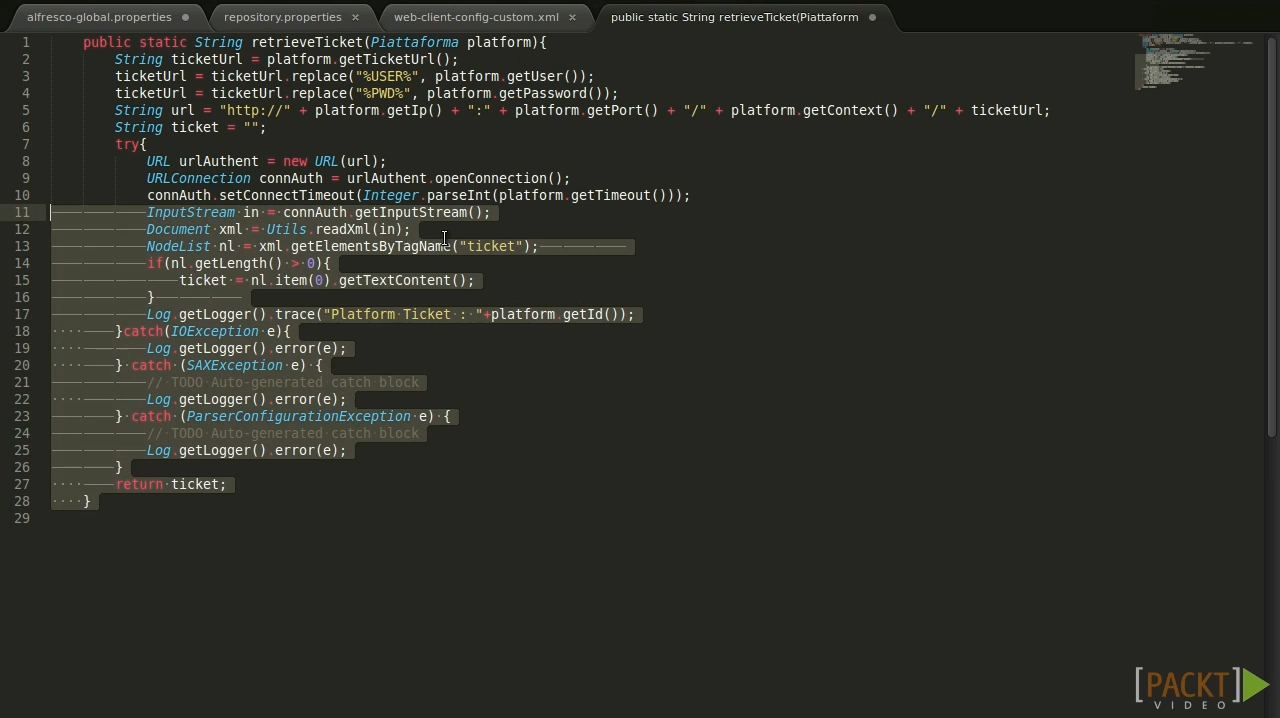 alfresco-global.properties
repository.properties
web-client-config-custom.xml
public static String retrieveTicket(Piattaform
1 public static String retrieveTicket(Piattaforma platform){
2 String ticketUrl = platform.getTicketUrl();
3 ticketUrl = ticketUrl.replace("%USER%", platform.getUser());
4 ticketUrl = ticketUrl.replace("%PWD%", platform.getPassword());
5 String url = "http://" + platform.getIp() + ":" + platform.getPort() + "/" + platform.getContext() + "/" + ticketUrl;
6 String ticket = "";
7 try{
8 URL urlAuthent = new URL(url);
9 URLConnection connAuth = urlAuthent.openConnection();
10 connAuth.setConnectTimeout(Integer.parseInt(platform.getTimeout()));
11 InputStream in = connAuth.getInputStream();
12 Document xml = Utils.readXml(in);
13 NodeList nl = xml.getElementsByTagName("ticket");
14 if(nl.getLength() > 0){
15 ticket = nl.item(0).getTextContent();
16 }
17 Log.getLogger().trace("Platform Ticket : "+platform.getId());
18 }catch(IOException e){
19 Log.getLogger().error(e);
20 } catch (SAXException e) {
21 // TODO Auto-generated catch block
22 Log.getLogger().error(e);
23 } catch (ParserConfigurationException e) {
24 // TODO Auto-generated catch block
25 Log.getLogger().error(e);
26 }
27 return ticket;
28 }
29
[PACKT]
VIDEO